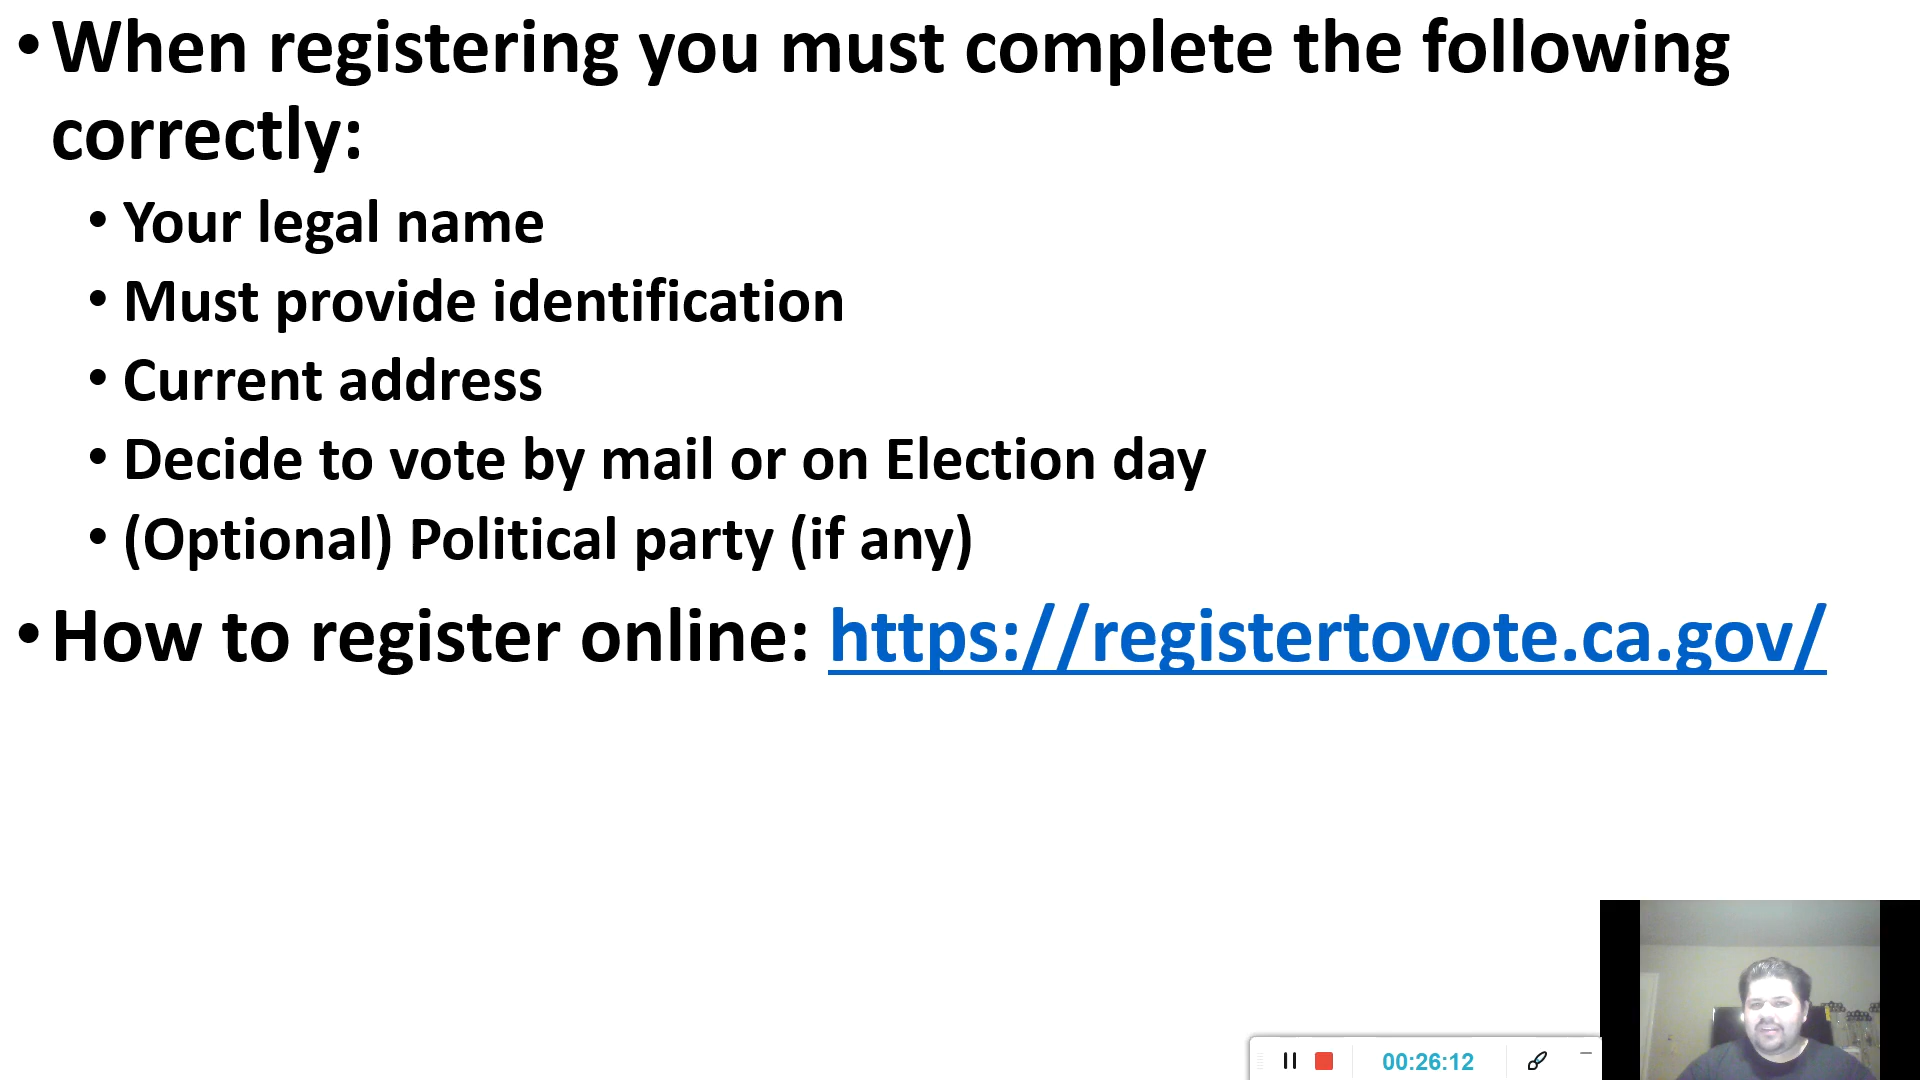 • When registering you must complete the following
correctly:
• Your legal name
• Must provide identification
• Current address
• Decide to vote by mail or on Election day
• (Optional) Political party (if any)
• How to register online: https://registertovote.ca.gov/
00:26:12